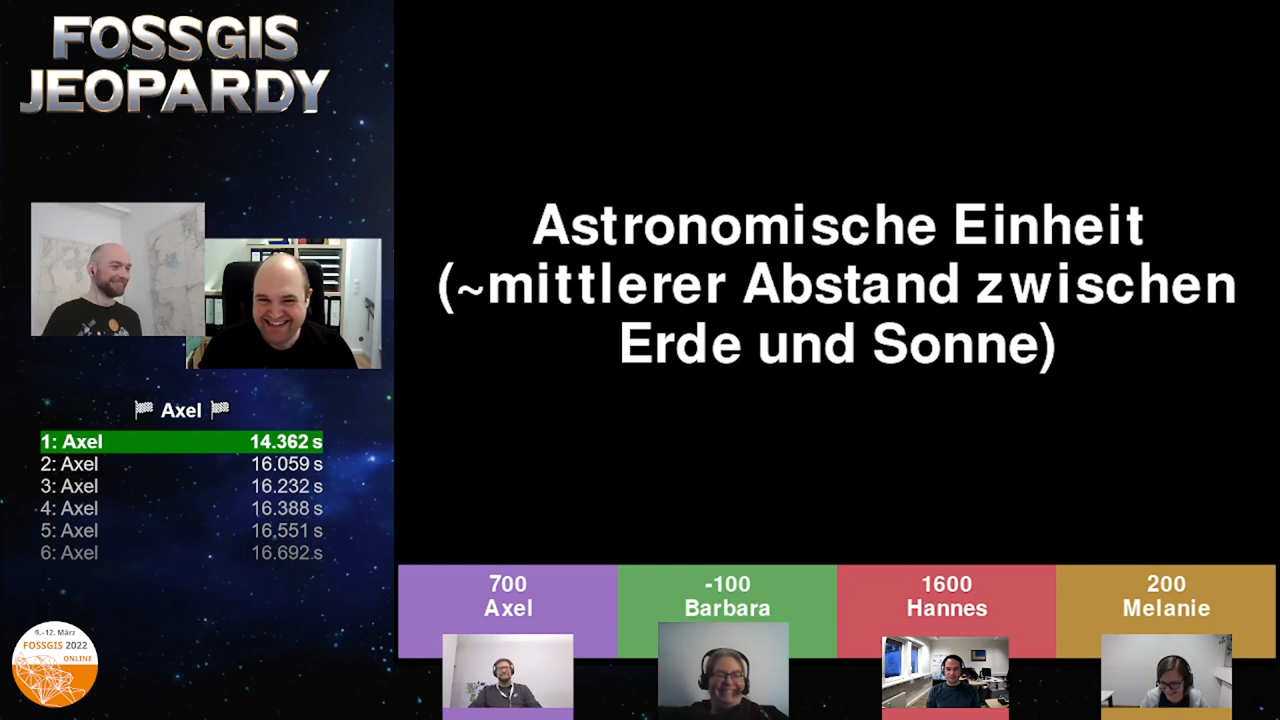 FOSSGIS
JEOPARDY
Astronomische Einheit
(~mittlerer Abstand zwischen
Erde und Sonne)
Axel
1: Axel 14.362 s
2: Axel 16.059 s
3: Axel 16.232 s
4: Axel 16.388 s
5: Axel 16.551 s
6: Axel 16.692 s
700
Axel
-100
Barbara
1600
Hannes
200
Melanie
9.–12. März
FOSSGIS 2022
ONLINE